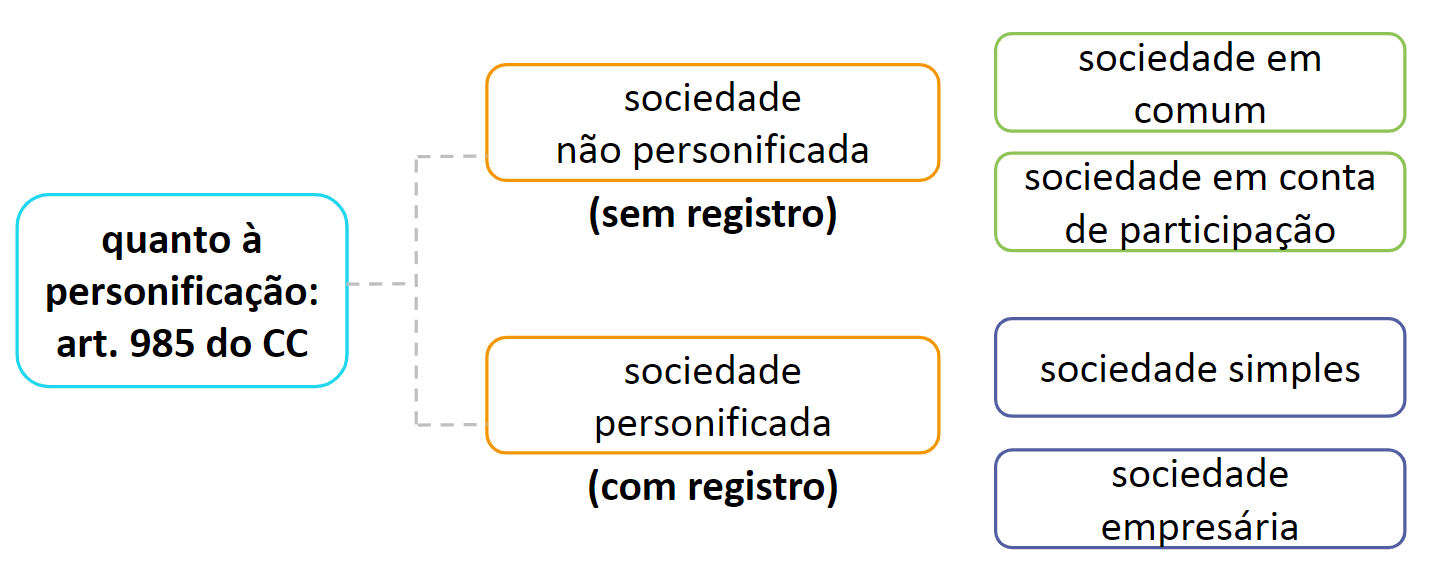 quanto à
personificação:
art. 985 do CC
sociedade
não personificada
(sem registro)
sociedade em
comum
sociedade em conta
de participação
sociedade
personificada
(com registro)
sociedade simples
sociedade
empresária